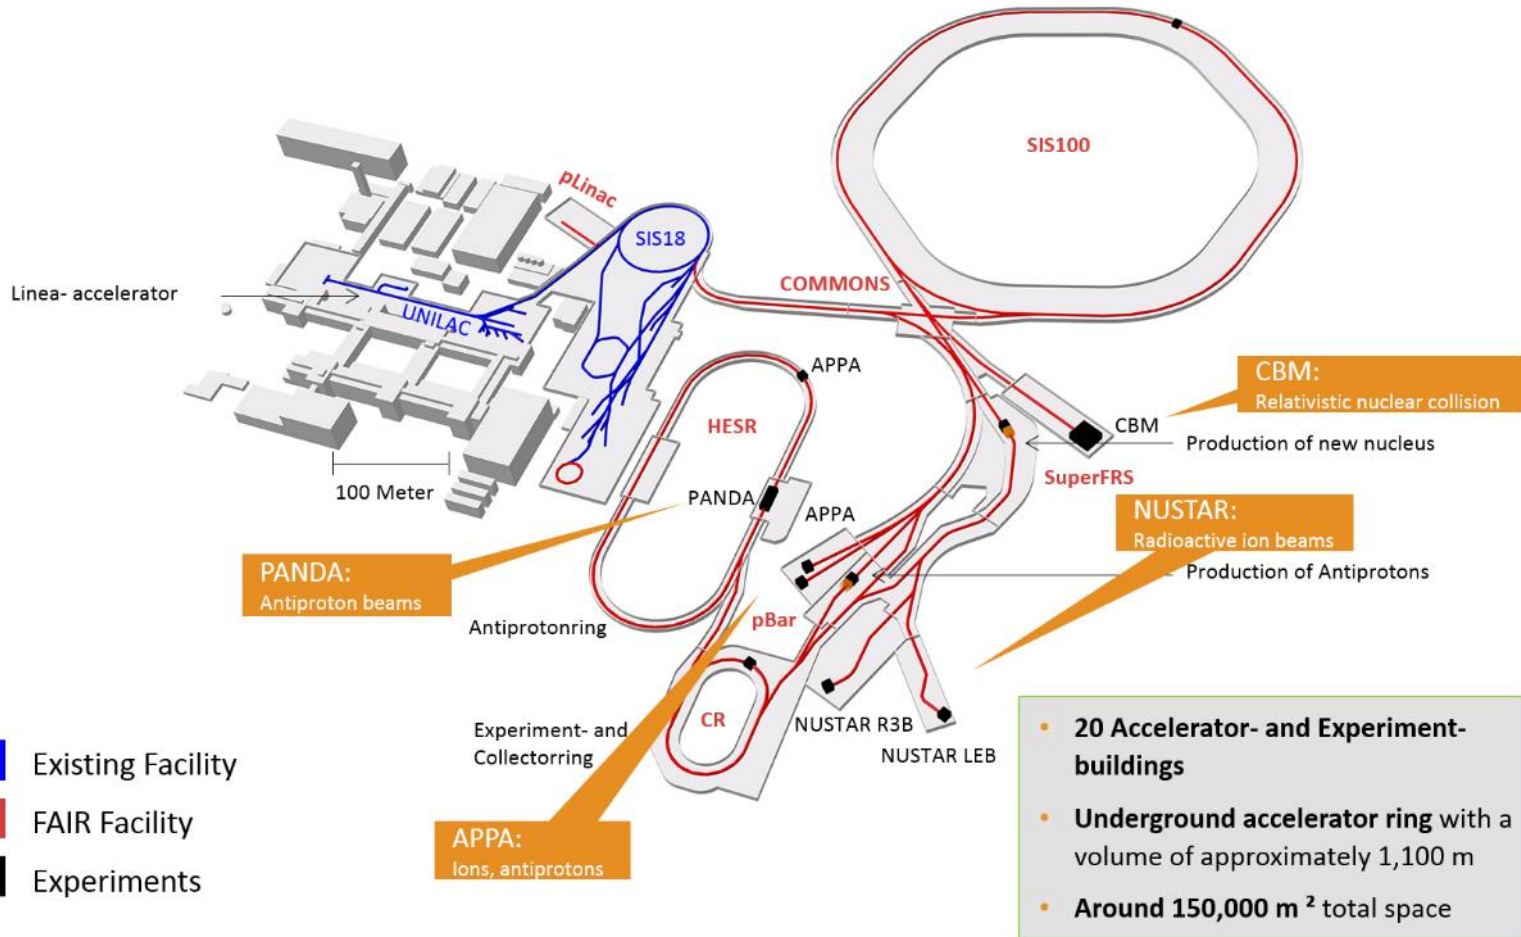 SIS100
pLinac
SIS18
COMMONS
Linea- accelerator
UNILAC
APPA
CBM:
Relativistic nuclear collision
HESR
CBM
Production of new nucleus
100 Meter
PANDA
SuperFRS
APPA
NUSTAR:
Radioactive ion beams
PANDA:
Antiproton beams
Production of Antiprotons
Antiprotonring
pBar
CR
Experiment- and
Collectorring
NUSTAR R3B
NUSTAR LEB
Existing Facility
FAIR Facility
Experiments
APPA:
Ions, antiprotons
• 20 Accelerator- and Experiment-
buildings
• Underground accelerator ring with a
volume of approximately 1,100 m
• Around 150,000 m ² total space